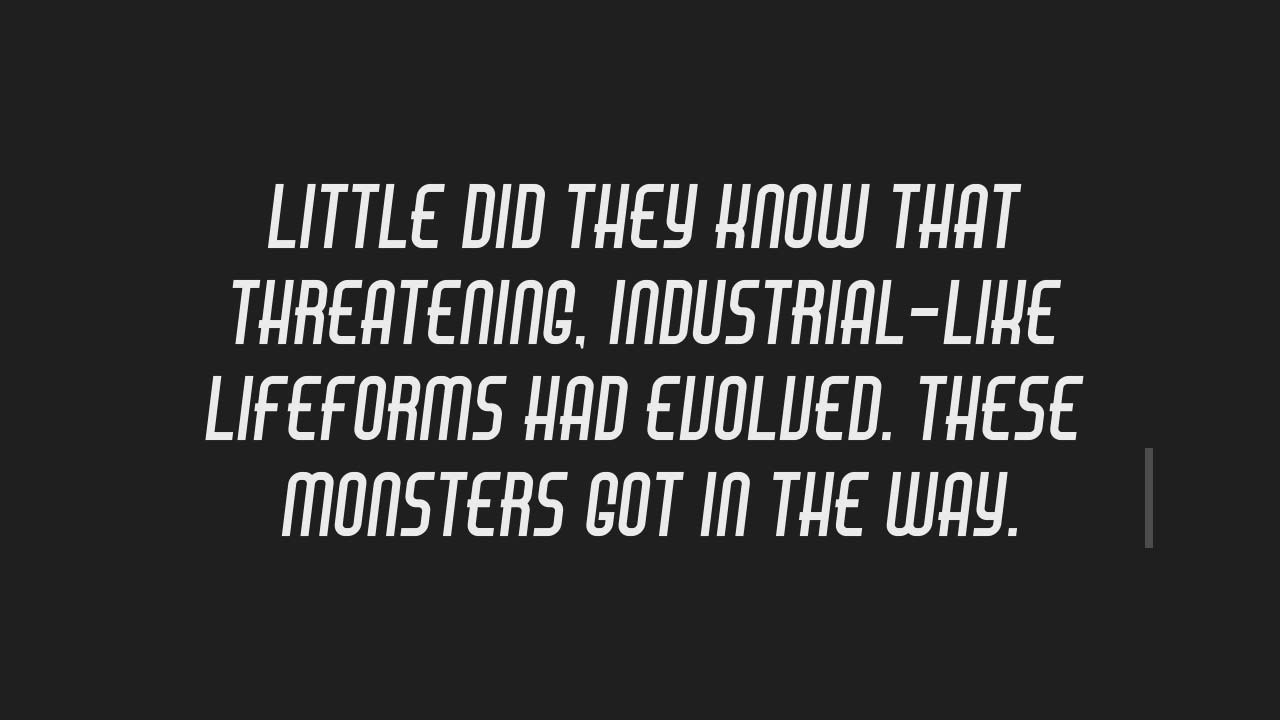 LITTLE DID THEY KNOW THAT
THREATENING, INDUSTRIAL-LIKE
LIFEFORMS HAD EVOLVED. THESE
MONSTERS GOT IN THE WAY.